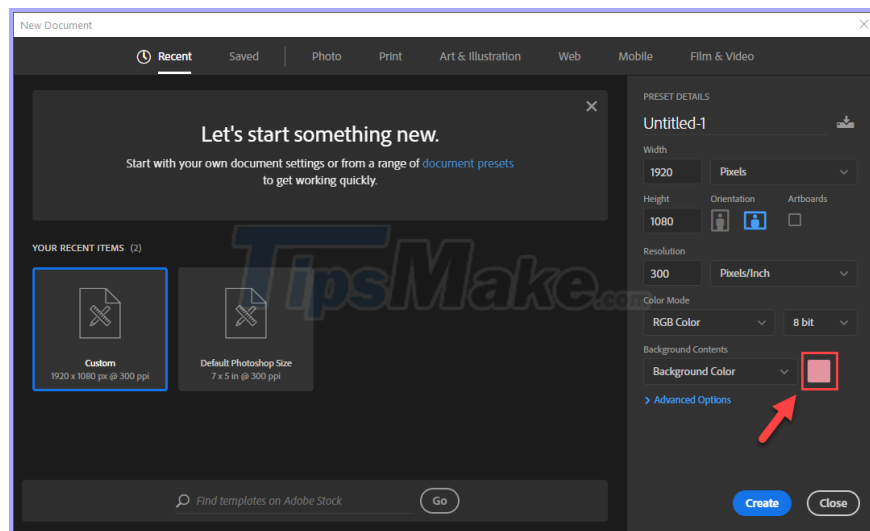 New Document
Recent Saved Photo Print Art & Illustration Web Mobile Film & Video
Let's start something new.
Start with your own document settings or from a range of document presets
to get working quickly.
YOUR RECENT ITEMS (2)
Custom
1920 x 1080 px @ 300 ppi
Default Photoshop Size
7 x 5 in @ 300 ppi
Find templates on Adobe Stock Go
PRESET DETAILS
Untitled-1
Width
1920 Pixels
Height Orientation Artboards
1080
Resolution
300 Pixels/Inch
Color Mode
RGB Color 8 bit
Background Contents
Background Color
Advanced Options
Create Close
TipsMake.com